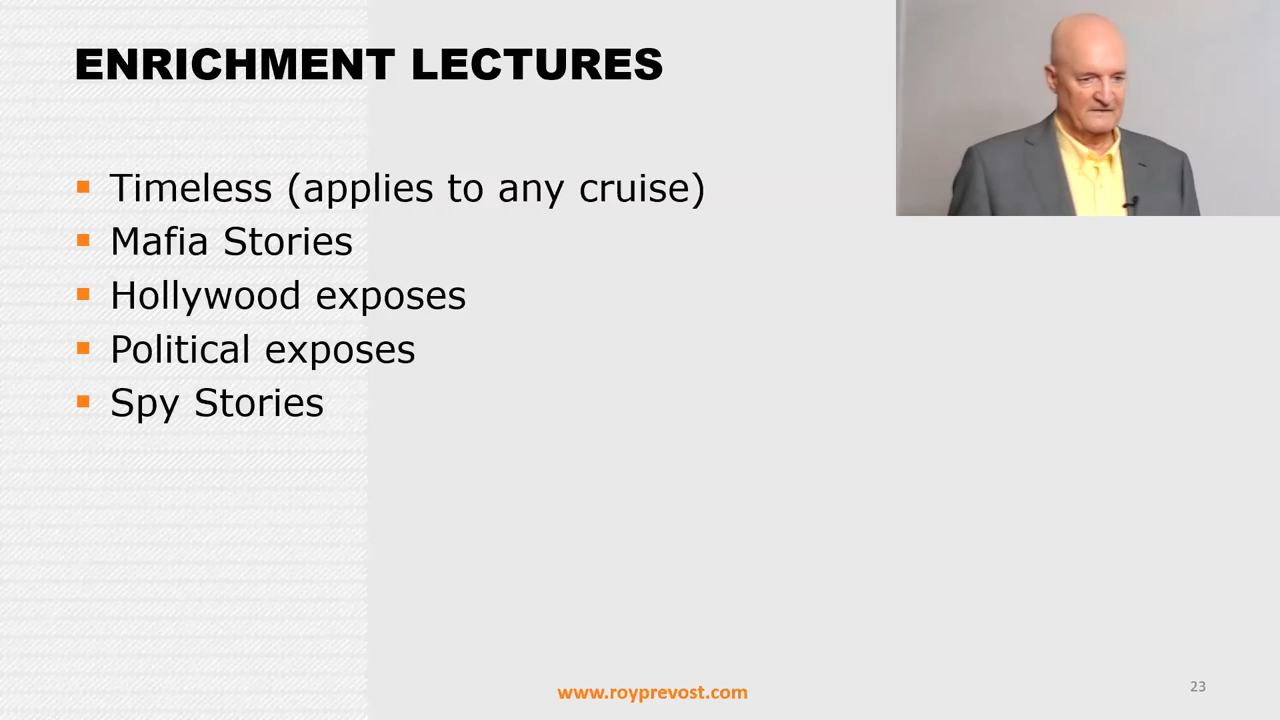 ENRICHMENT LECTURES
Timeless (applies to any cruise)
Mafia Stories
Hollywood exposes
Political exposes
Spy Stories
www.royprevost.com
23